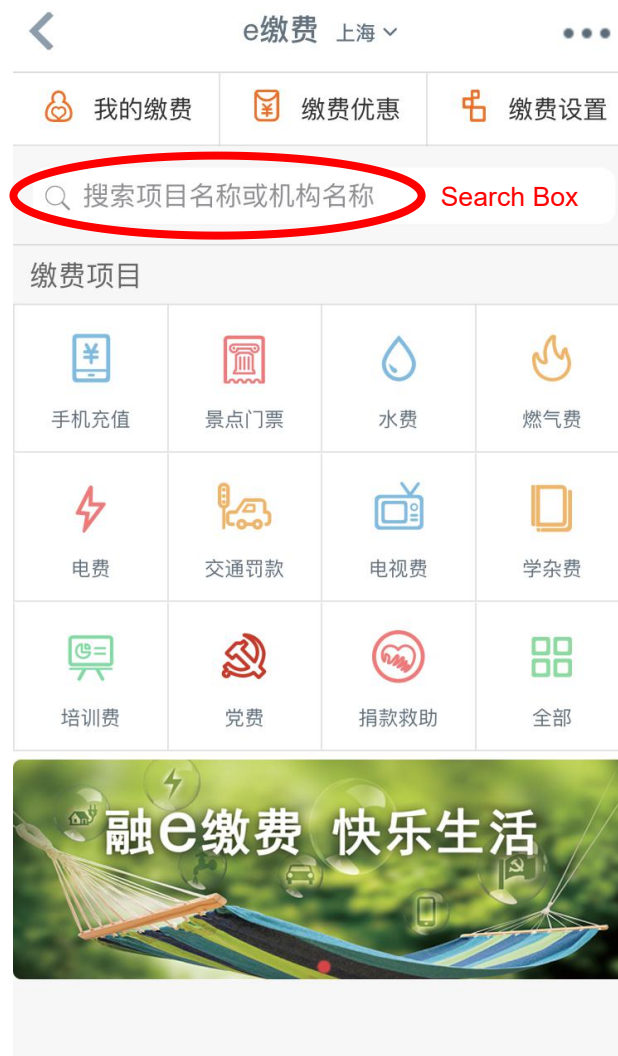 e缴费 上海
我的缴费 缴费优惠 缴费设置
搜索项目名称或机构名称 Search Box
缴费项目
手机充值 景点门票 水费 燃气费
电费 交通罚款 电视费 学杂费
培训费 党费 捐款救助 全部
融e缴费 快乐生活